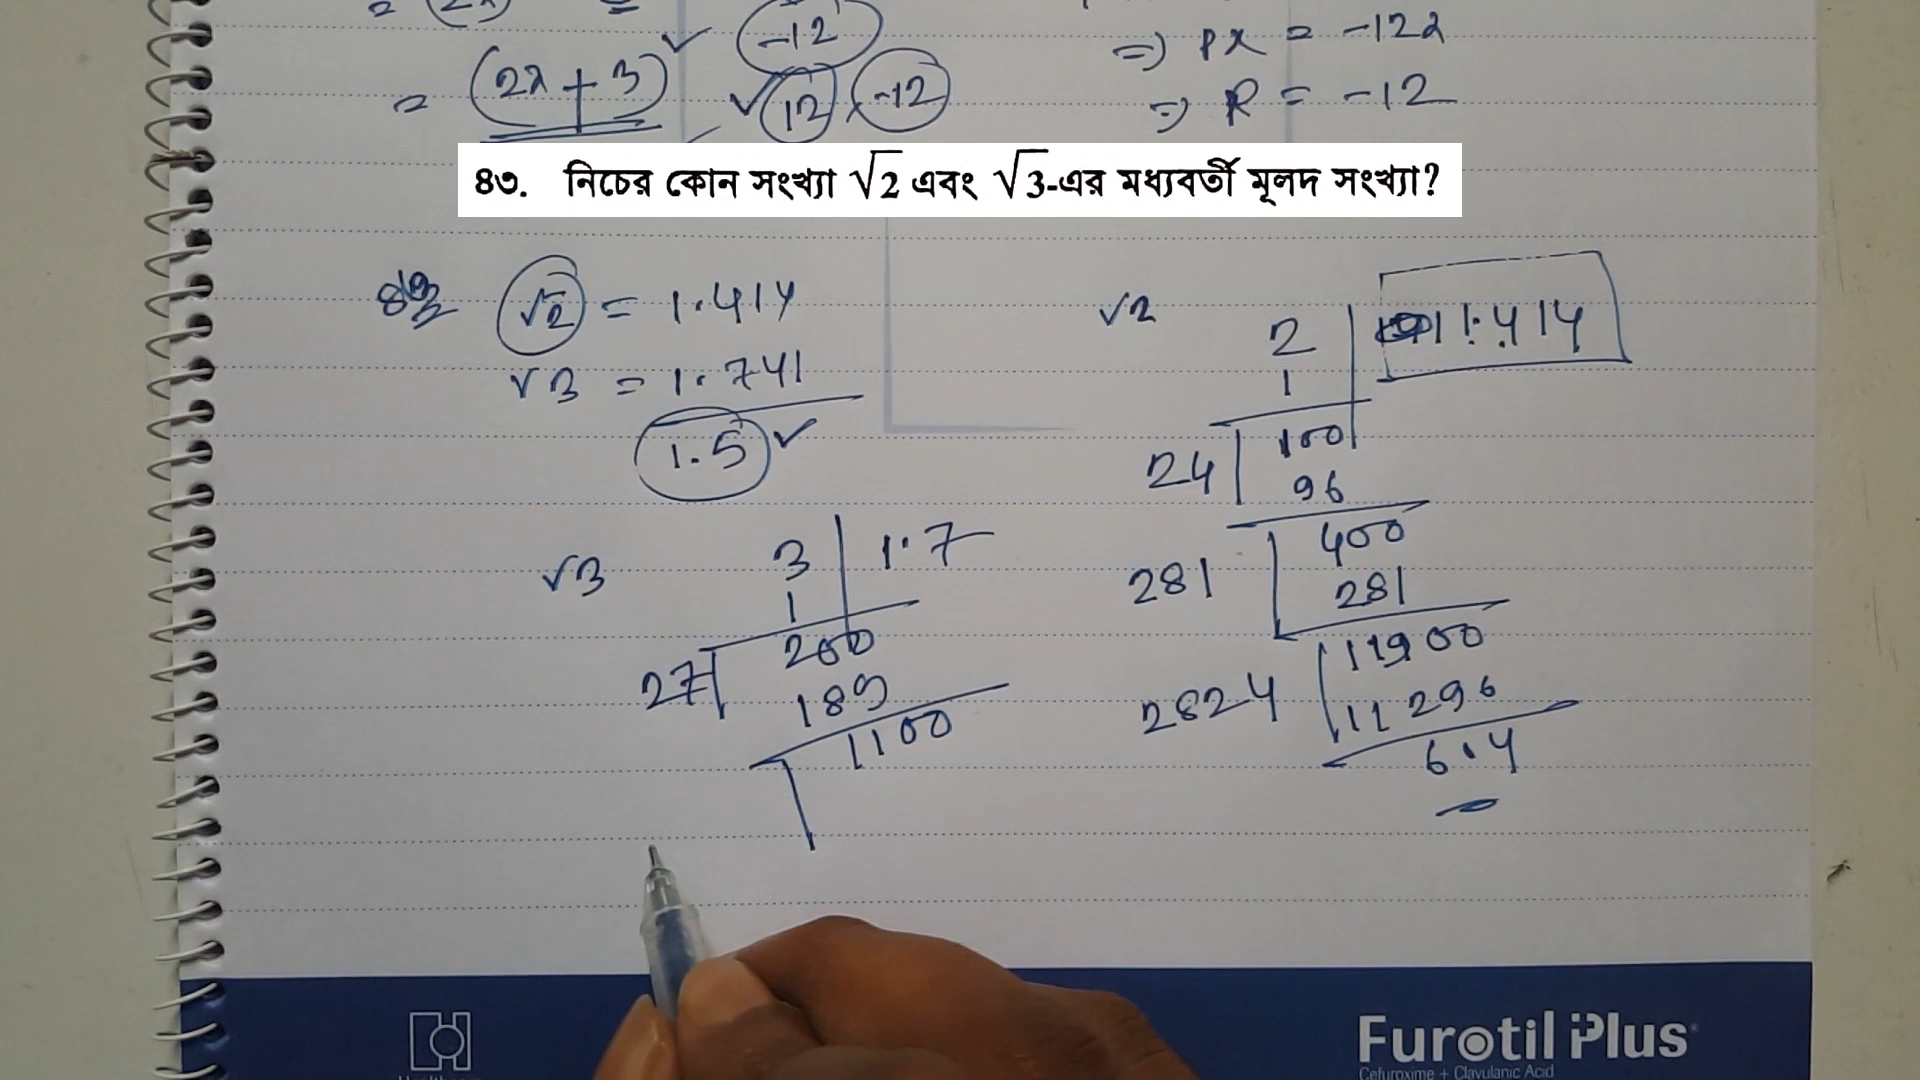 = (2x + 3) ✓ -12
✓ 12, -12
=> px = -12x
=> R = -12
৪৩. নিচের কোন সংখ্যা √2 এবং √3-এর মধ্যবর্তী মূলদ সংখ্যা?
√2 = 1.414
√3 = 1.741
1.5 ✓
√2
2 | 1.414
1
24 | 100
96
281 | 400
281
2824 | 11900
11296
604
√3
3 | 1.7
1
27 | 200
189
1100
Furotil Plus
Cefuroxime + Clavulanic Acid